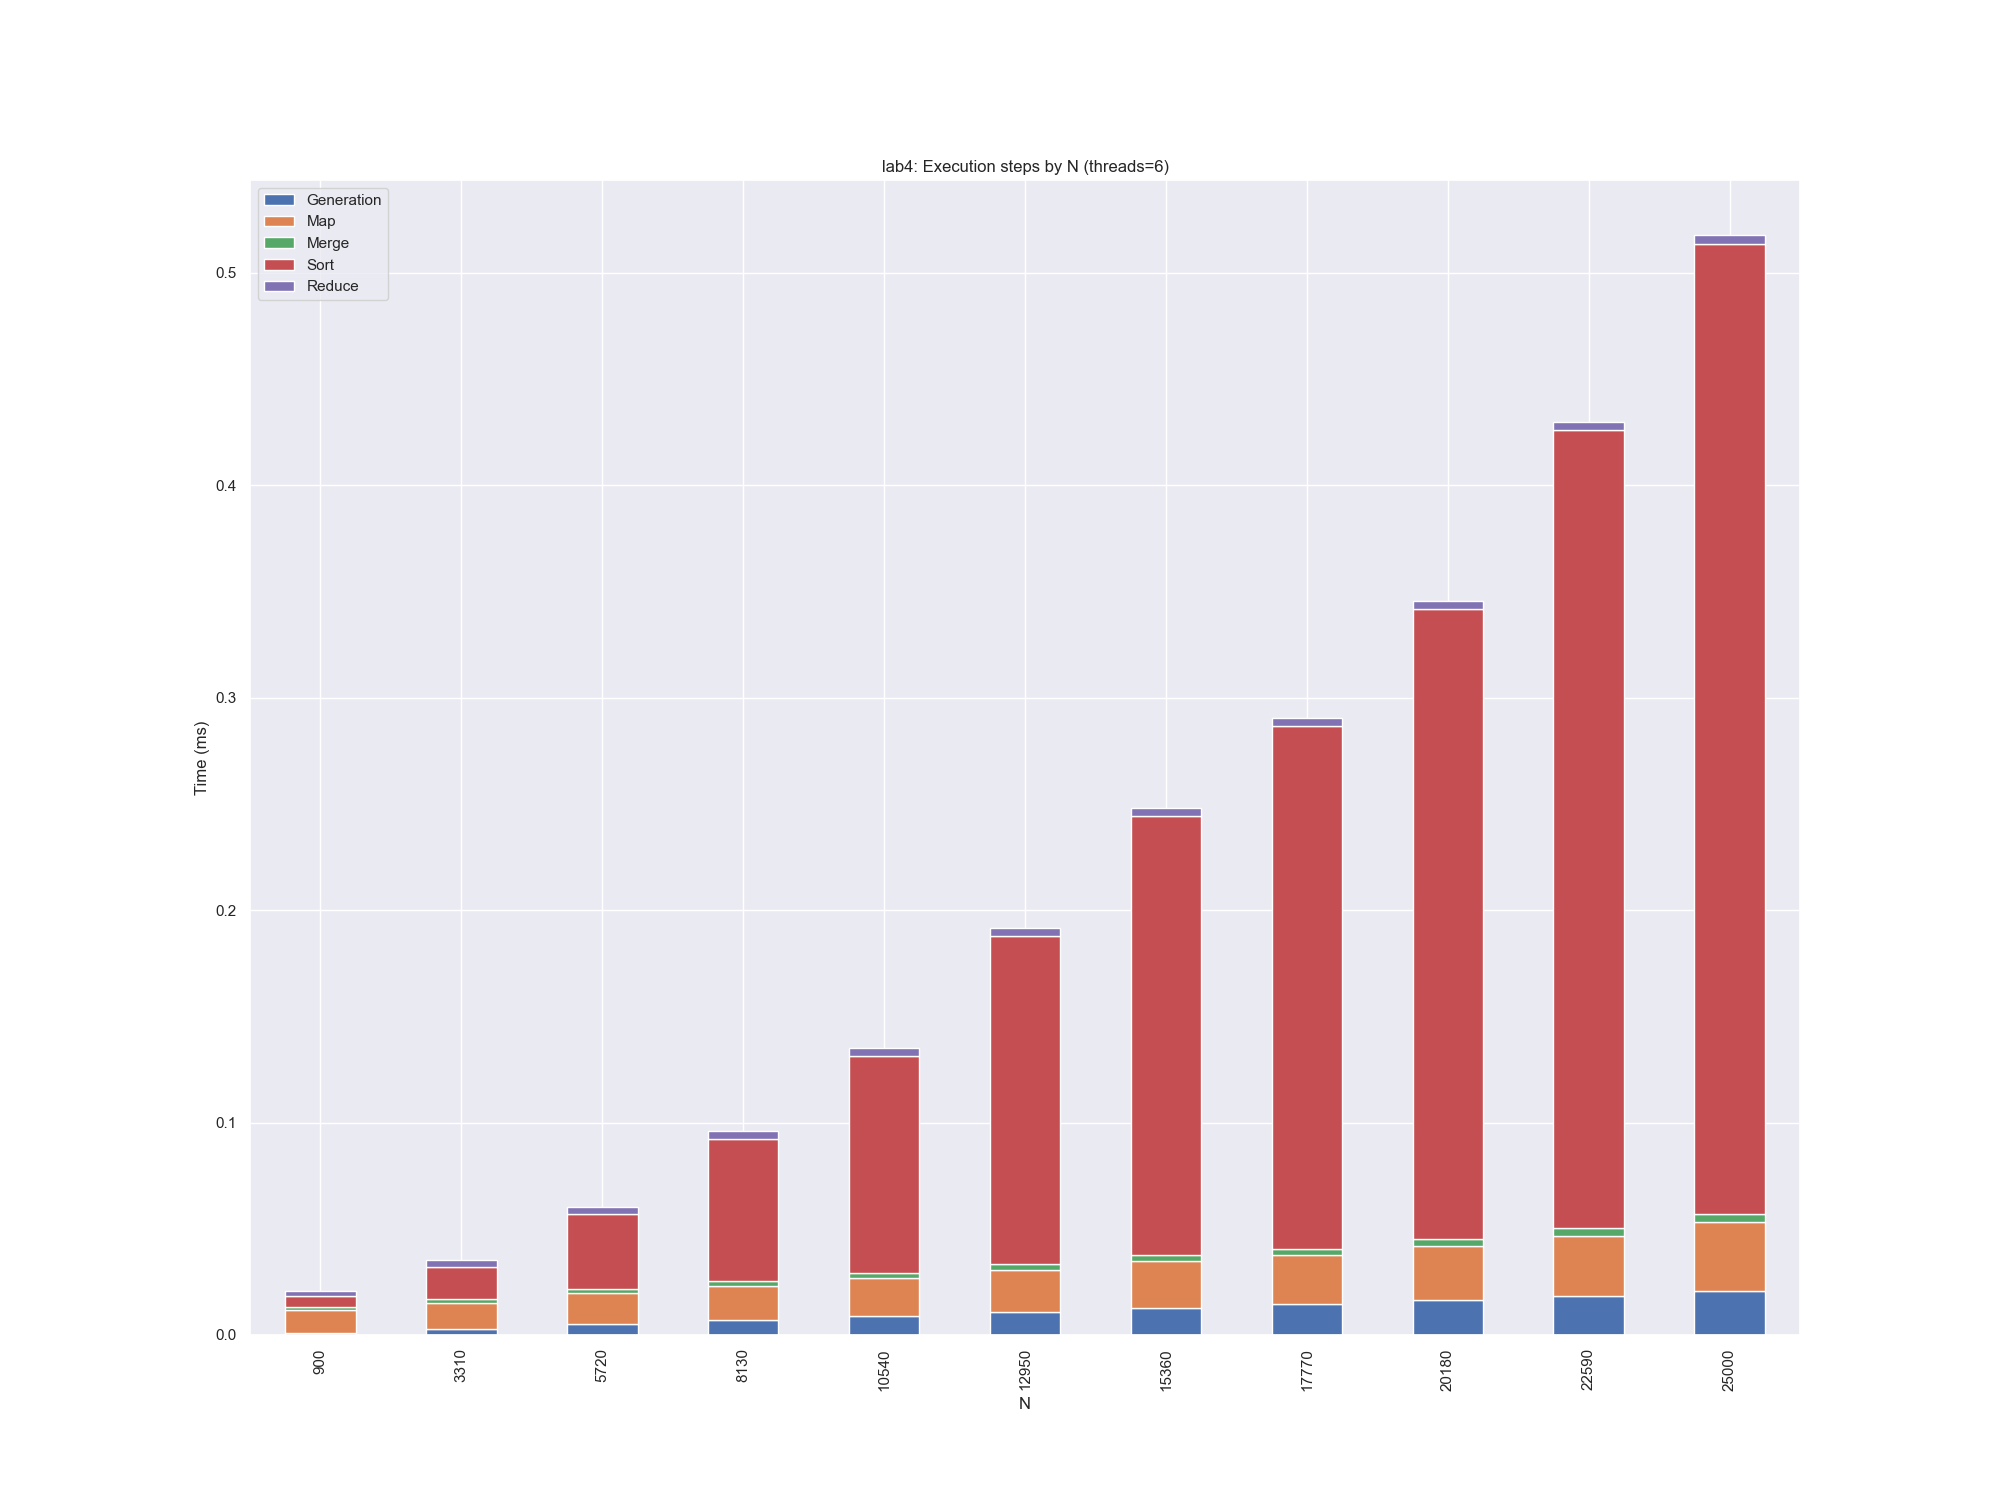 lab4: Execution steps by N (threads=6)
Generation
Map
Merge
Sort
Reduce
0.5
0.4
0.3
0.2
0.1
0.0
Time (ms)
900
3310
5720
8130
10540
12950
15360
17770
20180
22590
25000
N